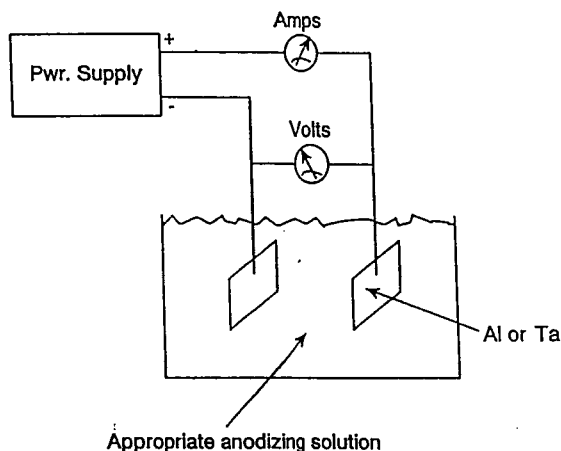 Amps
+
Pwr. Supply
-
Volts
Al or Ta
Appropriate anodizing solution